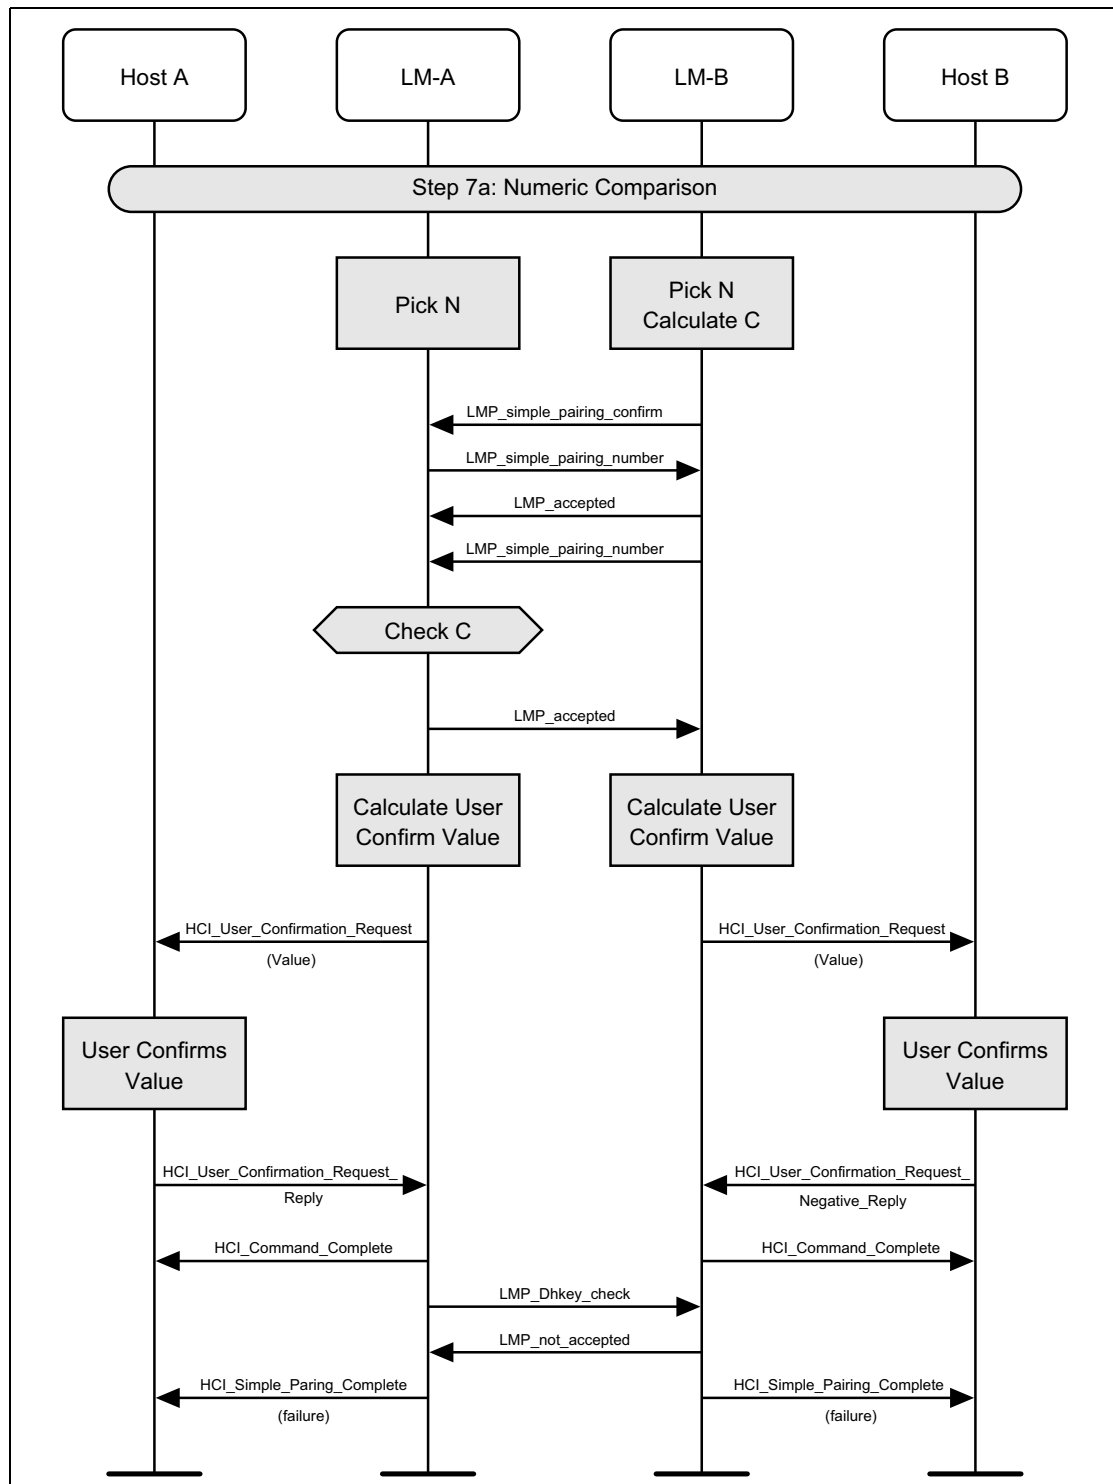 Host A
LM-A
LM-B
Host B
Step 7a: Numeric Comparison
Pick N
Pick N
Calculate C
LMP_simple_pairing_confirm
LMP_simple_pairing_number
LMP_accepted
LMP_simple_pairing_number
Check C
LMP_accepted
Calculate User
Confirm Value
Calculate User
Confirm Value
HCI_User_Confirmation_Request
(Value)
HCI_User_Confirmation_Request
(Value)
User Confirms
Value
User Confirms
Value
HCI_User_Confirmation_Request_
Reply
HCI_User_Confirmation_Request_
Negative_Reply
HCI_Command_Complete
HCI_Command_Complete
LMP_Dhkey_check
LMP_not_accepted
HCI_Simple_Paring_Complete
(failure)
HCI_Simple_Pairing_Complete
(failure)